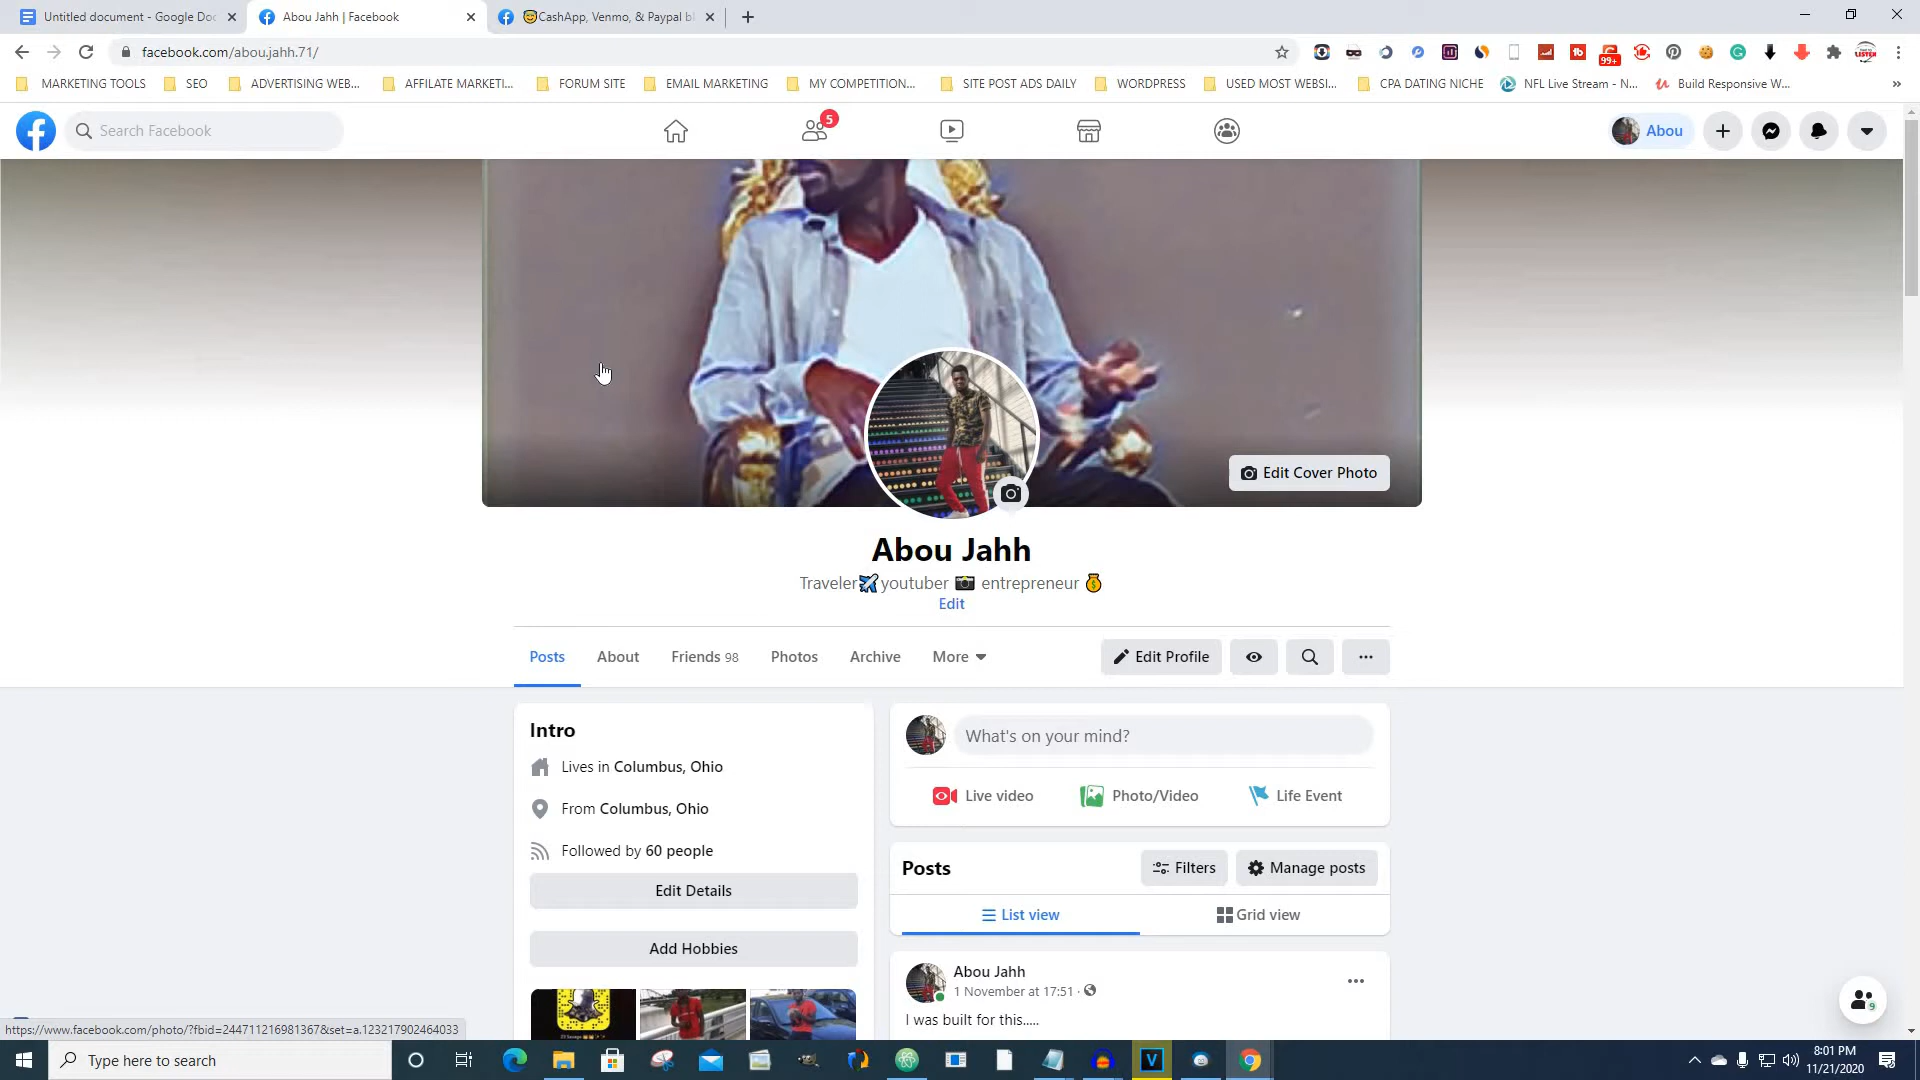 Untitled document - Google Doc
Abou Jahh | Facebook
😇CashApp, Venmo, & Paypal bl
facebook.com/abou.jahh.71/
99+
MARKETING TOOLS
SEO
ADVERTISING WEB...
AFFILATE MARKETI...
FORUM SITE
EMAIL MARKETING
MY COMPETITION...
SITE POST ADS DAILY
WORDPRESS
USED MOST WEBSI...
CPA DATING NICHE
NFL Live Stream - N...
Build Responsive W...
Search Facebook
5
Abou
Edit Cover Photo
Abou Jahh
Traveler✈️youtuber 📷 entrepreneur 💰
Edit
Posts
About
Friends 98
Photos
Archive
More
Edit Profile
Intro
Lives in Columbus, Ohio
From Columbus, Ohio
Followed by 60 people
Edit Details
Add Hobbies
What's on your mind?
Live video
Photo/Video
Life Event
Posts
Filters
Manage posts
List view
Grid view
Abou Jahh
1 November at 17:51 ·
I was built for this.....
9
https://www.facebook.com/photo/?fbid=244711216981367&set=a.123217902464033
Type here to search
V
8:01 PM
11/21/2020